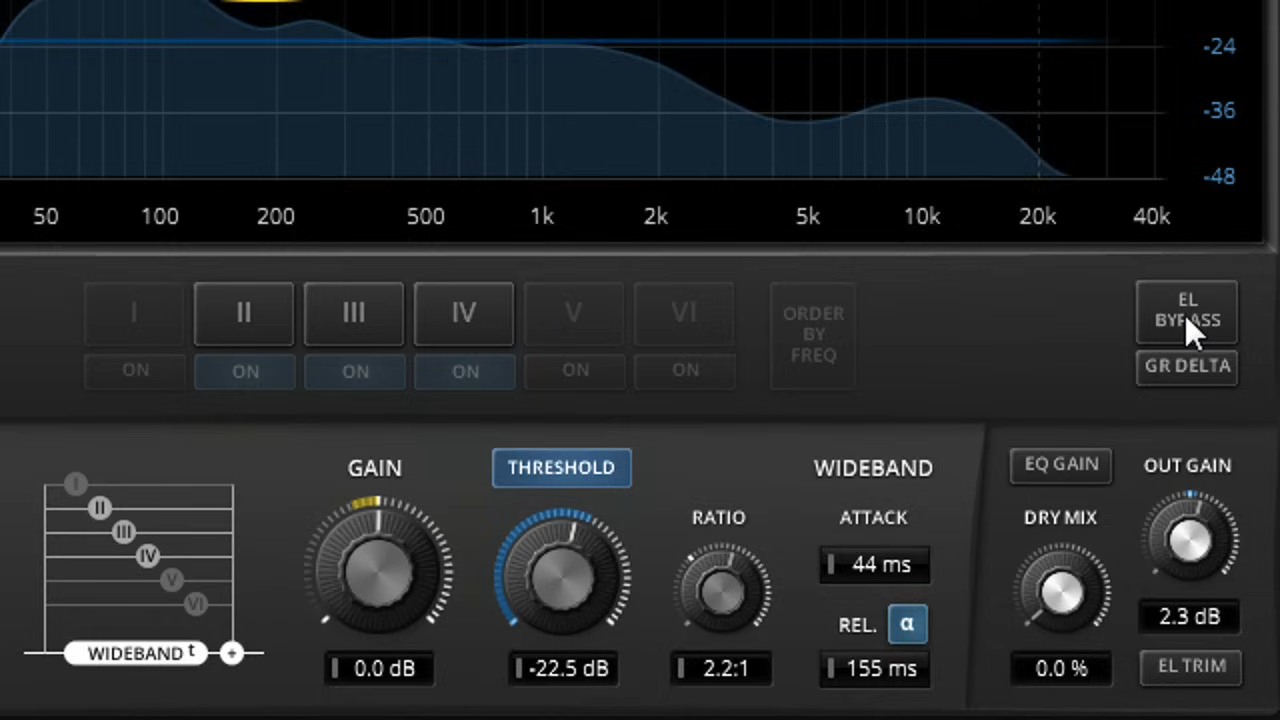 -24
-36
-48
50 100 200 500 1k 2k 5k 10k 20k 40k
I II III IV V VI
ORDER
BY
FREQ
EL
BYPASS
ON ON ON ON ON ON
GR DELTA
GAIN THRESHOLD WIDEBAND EQ GAIN OUT GAIN
RATIO ATTACK DRY MIX
I
II
III
IV
V
VI
44 ms
REL. α
2.3 dB
WIDEBAND t +
0.0 dB -22.5 dB 2.2:1 155 ms 0.0 % EL TRIM